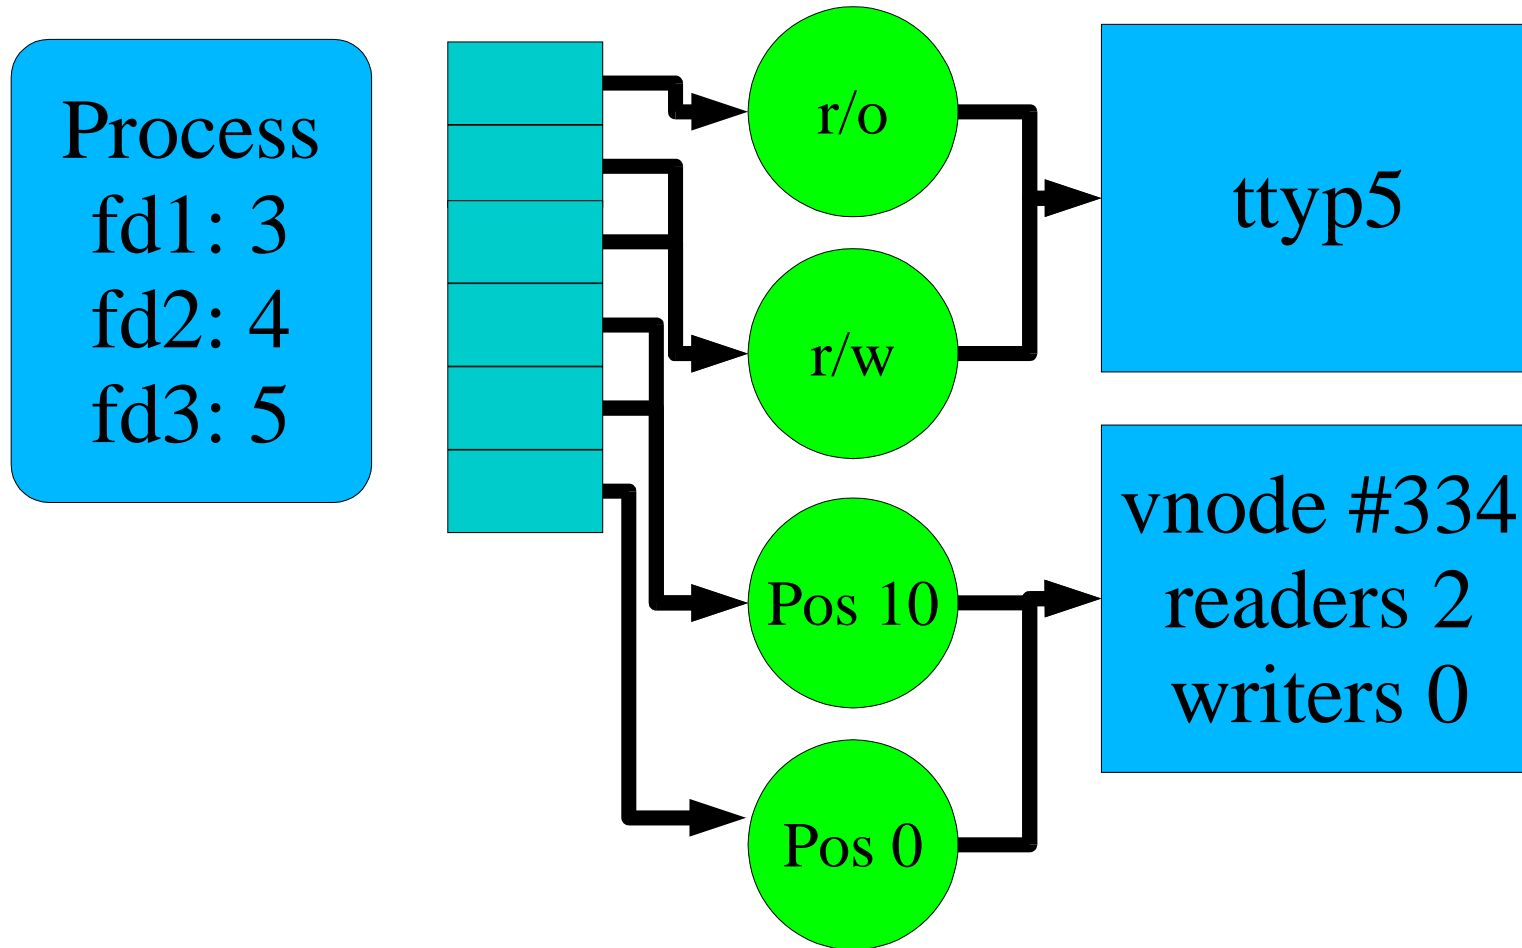 Process
fd1: 3
fd2: 4
fd3: 5
r/o
r/w
Pos 10
Pos 0
ttyp5
vnode #334
readers 2
writers 0